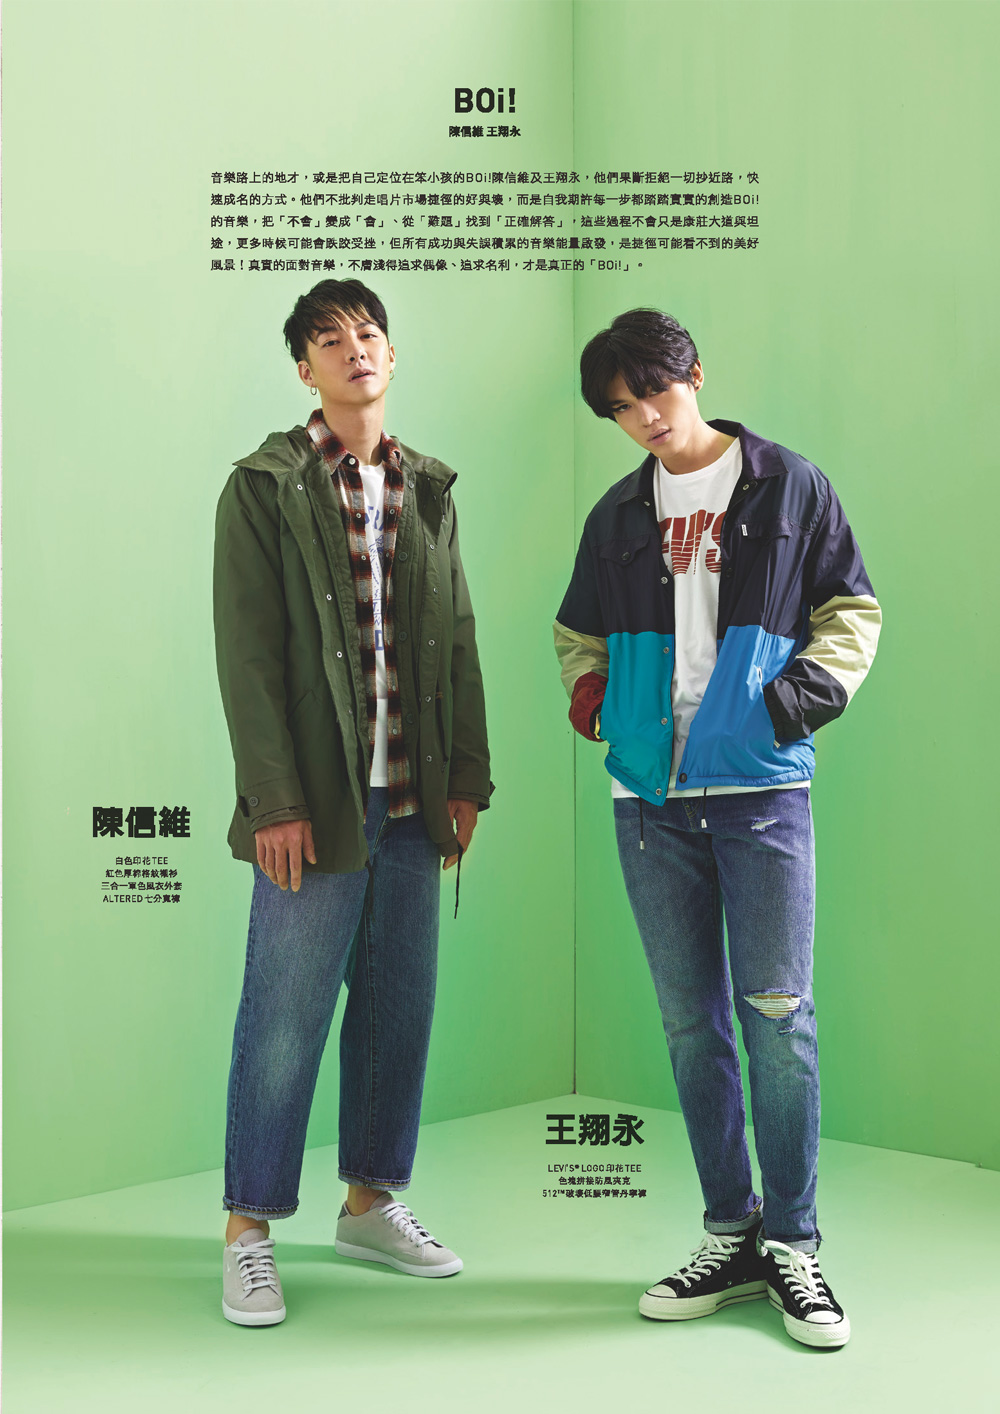 BOi!
陳信維 王翔永
音樂路上的地才，或是把自己定位在笨小孩的BOi!陳信維及王翔永，他們果斷拒絕一切抄近路，快
速成名的方式。他們不批判走唱片市場捷徑的好與壞，而是自我期許每一步都踏踏實實的創造BOi!
的音樂，把「不會」變成「會」、從「難題」找到「正確解答」，這些過程不會只是康莊大道與坦
途，更多時候可能會跌跤受挫，但所有成功與失誤積累的音樂能量啟發，是捷徑可能看不到的美好
風景！真實的面對音樂，不膚淺得追求偶像、追求名利，才是真正的「BOi!」。
EVI'S
陳信維
白色印花TEE
紅色厚棉格紋襯衫
三合一軍色風衣外套
ALTERED七分寬褲
王翔永
LEVI'S® LOGO印花TEE
色塊拼接防風夾克
512™破壞低腰窄管丹寧褲